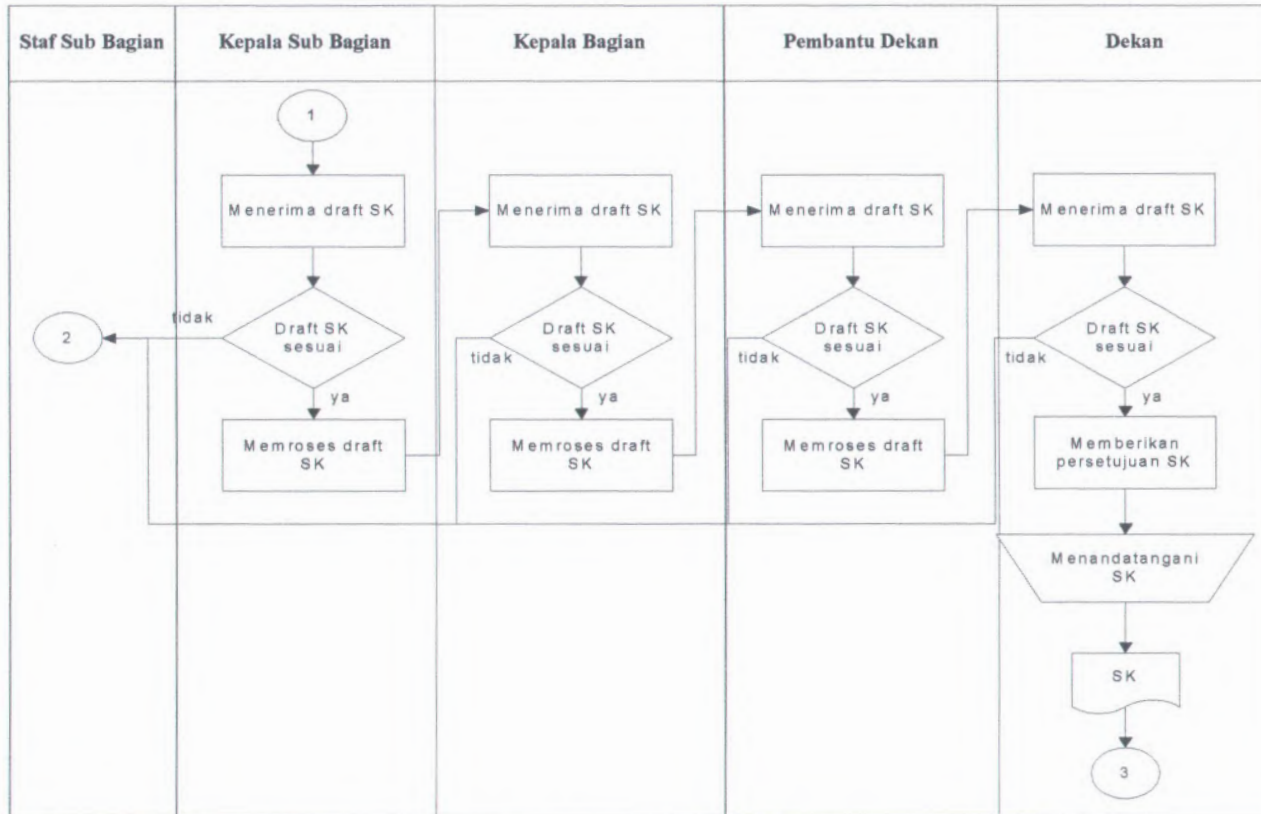 Staf Sub Bagian
Kepala Sub Bagian
Kepala Bagian
Pembantu Dekan
Dekan
1
Menerima draft SK
Menerima draft SK
Menerima draft SK
Menerima draft SK
2
tidak
Draft SK
sesuai
tidak
Draft SK
sesuai
tidak
Draft SK
sesuai
tidak
Draft SK
sesuai
ya
ya
ya
ya
Memroses draft
SK
Memroses draft
SK
Memroses draft
SK
Memberikan
persetujuan SK
Menandatangani
SK
SK
3